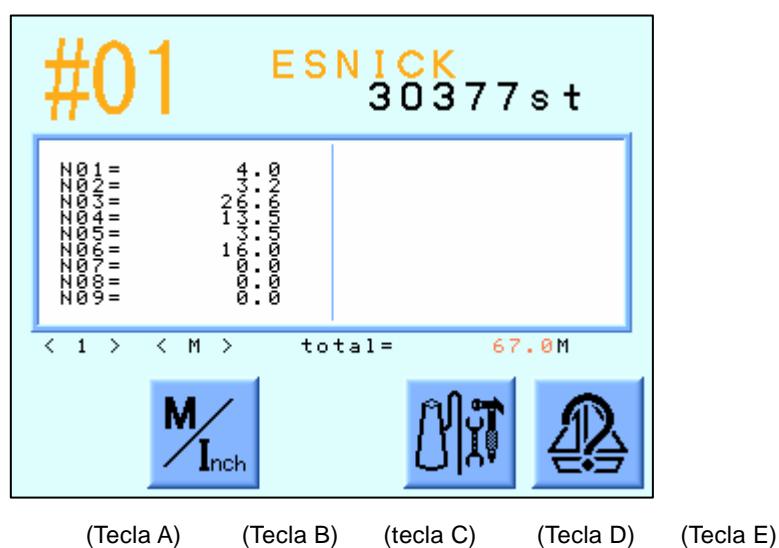 #01 ESNICK
30377st
N01= 4.0
N02= 3.2
N03= 26.6
N04= 13.5
N05= 3.5
N06= 16.0
N07= 0.0
N08= 0.0
N09= 0.0
< 1 > < M > total= 67.0M
M/Inch
(Tecla A) (Tecla B) (tecla C) (Tecla D) (Tecla E)